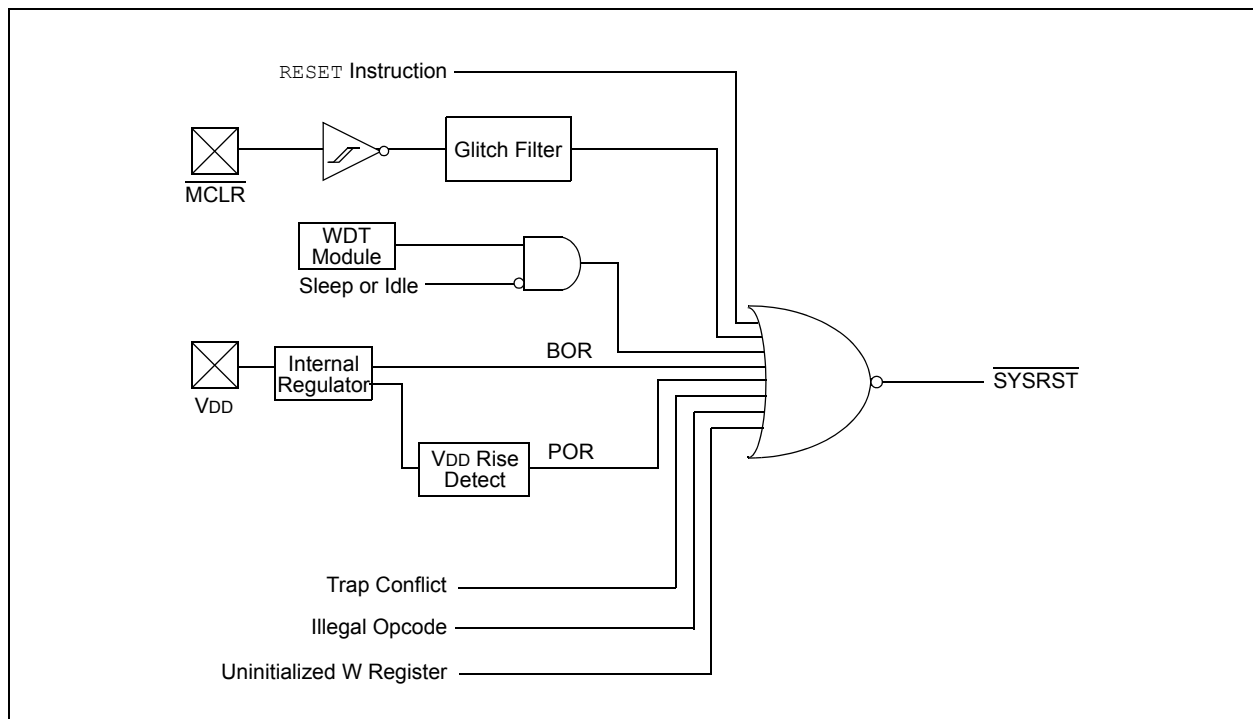 RESET Instruction
MCLR
Glitch Filter
WDT
Module
Sleep or Idle
VDD
Internal
Regulator
BOR
VDD Rise
Detect
POR
SYSRST
Trap Conflict
Illegal Opcode
Uninitialized W Register